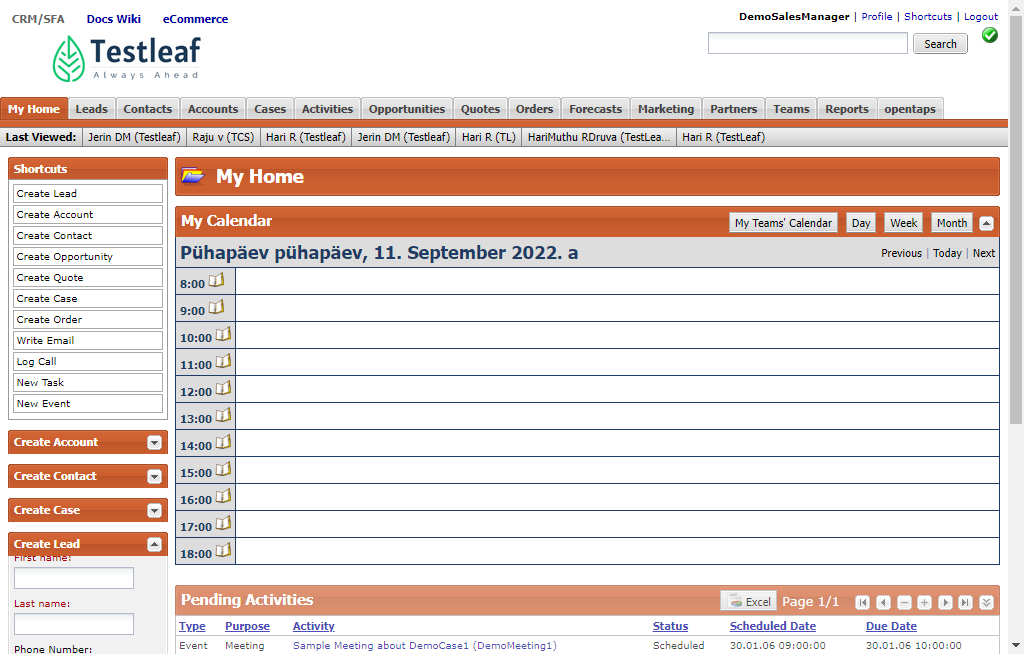 CRM/SFA Docs Wiki eCommerce
DemoSalesManager | Profile | Shortcuts | Logout
Testleaf
Always Ahead
Search
My Home Leads Contacts Accounts Cases Activities Opportunities Quotes Orders Forecasts Marketing Partners Teams Reports opentaps
Last Viewed: Jerin DM (Testleaf) Raju v (TCS) Hari R (Testleaf) Jerin DM (Testleaf) Hari R (TL) HariMuthu RDruva (TestLea... Hari R (TestLeaf)
Shortcuts
Create Lead
Create Account
Create Contact
Create Opportunity
Create Quote
Create Case
Create Order
Write Email
Log Call
New Task
New Event
Create Account
Create Contact
Create Case
Create Lead
First name:
Last name:
Phone Number:
My Home
My Calendar My Teams' Calendar Day Week Month
Pühapäev pühapäev, 11. September 2022. a Previous | Today | Next
8:00
9:00
10:00
11:00
12:00
13:00
14:00
15:00
16:00
17:00
18:00
Pending Activities Excel Page 1/1
Type Purpose Activity Status Scheduled Date Due Date
Event Meeting Sample Meeting about DemoCase1 (DemoMeeting1) Scheduled 30.01.06 09:00:00 30.01.06 10:00:00